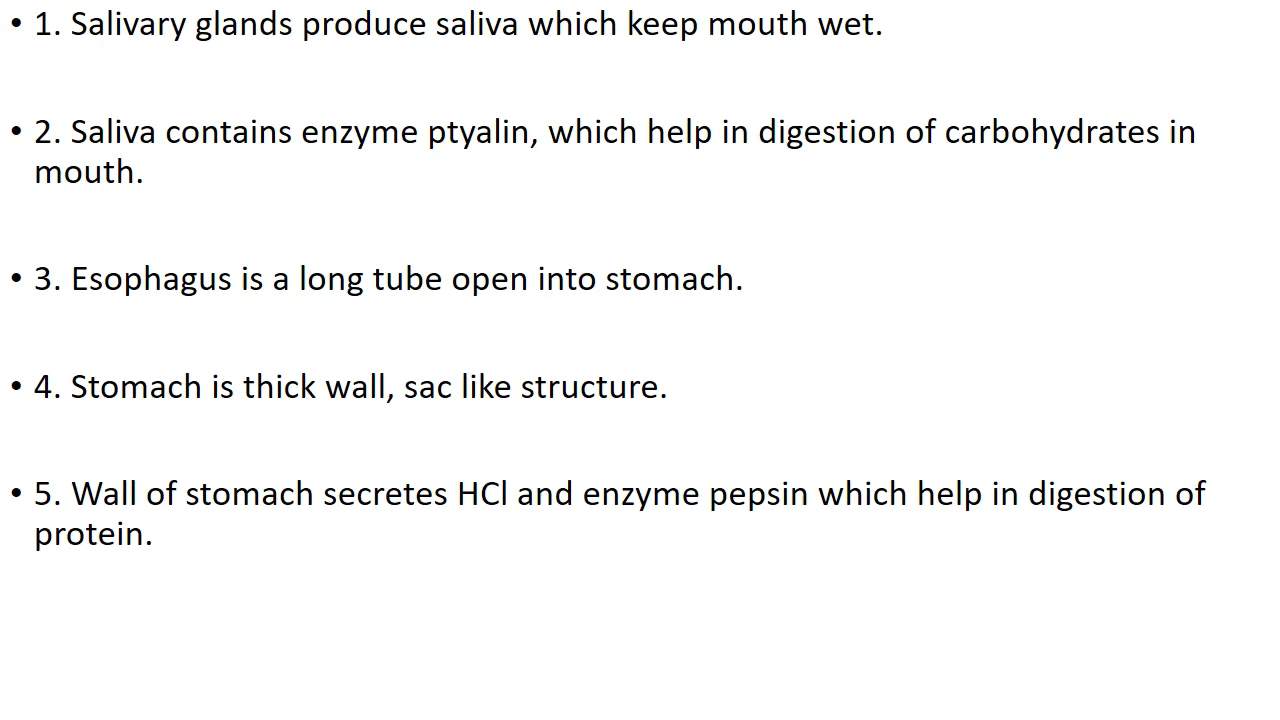 • 1. Salivary glands produce saliva which keep mouth wet.
• 2. Saliva contains enzyme ptyalin, which help in digestion of carbohydrates in
mouth.
• 3. Esophagus is a long tube open into stomach.
• 4. Stomach is thick wall, sac like structure.
• 5. Wall of stomach secretes HCl and enzyme pepsin which help in digestion of
protein.